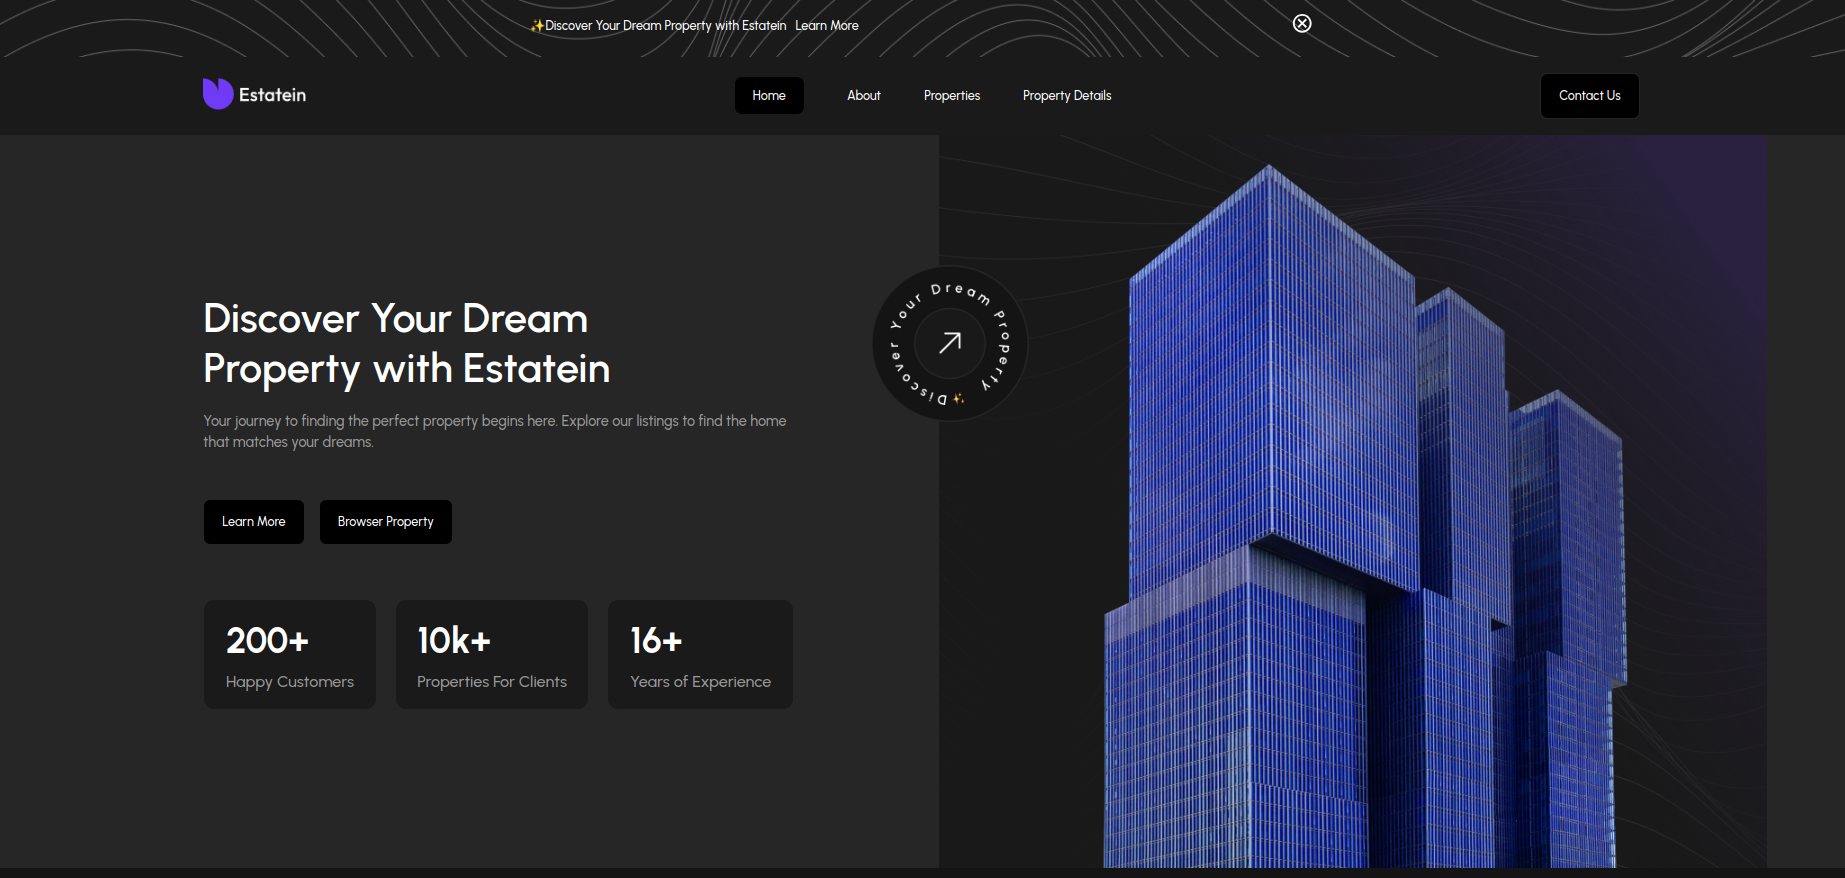 ✨Discover Your Dream Property with Estatein Learn More
Estatein
Home
About
Properties
Property Details
Contact Us
Discover Your Dream
Property with Estatein
Your journey to finding the perfect property begins here. Explore our listings to find the home
that matches your dreams.
Learn More
Browser Property
200+
Happy Customers
10k+
Properties For Clients
16+
Years of Experience
✨Discover Your Dream Property